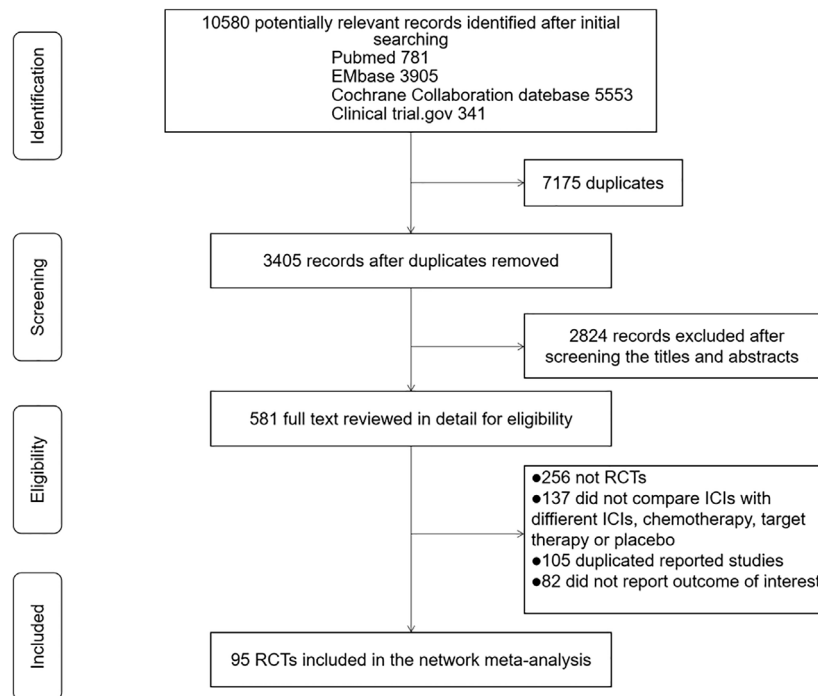 Identification
10580 potentially relevant records identified after initial
searching
Pubmed 781
EMbase 3905
Cochrane Collaboration datebase 5553
Clinical trial.gov 341
7175 duplicates
Screening
3405 records after duplicates removed
2824 records excluded after
screening the titles and abstracts
Eligibility
581 full text reviewed in detail for eligibility
●256 not RCTs
●137 did not compare ICIs with
diffierent ICIs, chemotherapy, target
therapy or placebo
●105 duplicated reported studies
●82 did not report outcome of interest
Included
95 RCTs included in the network meta-analysis